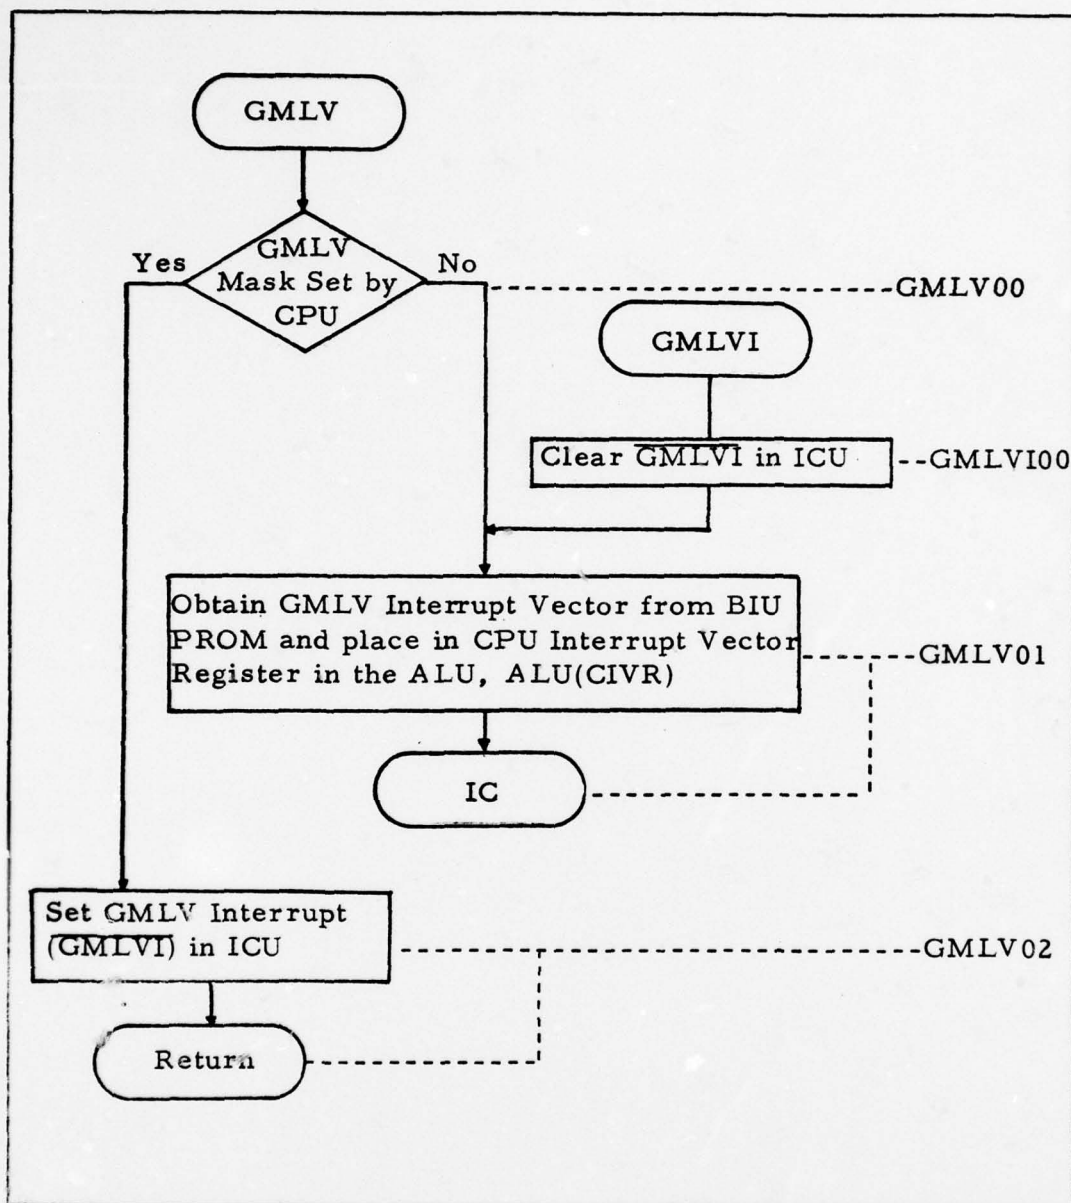 GMLV
GMLV
Mask Set by
CPU
Yes
No
GMLV00
GMLVI
Clear G̅M̅L̅V̅I̅ in ICU
GMLVI00
Obtain GMLV Interrupt Vector from BIU
PROM and place in CPU Interrupt Vector
Register in the ALU, ALU(CIVR)
GMLV01
IC
Set GMLV Interrupt
(G̅M̅L̅V̅I̅) in ICU
GMLV02
Return